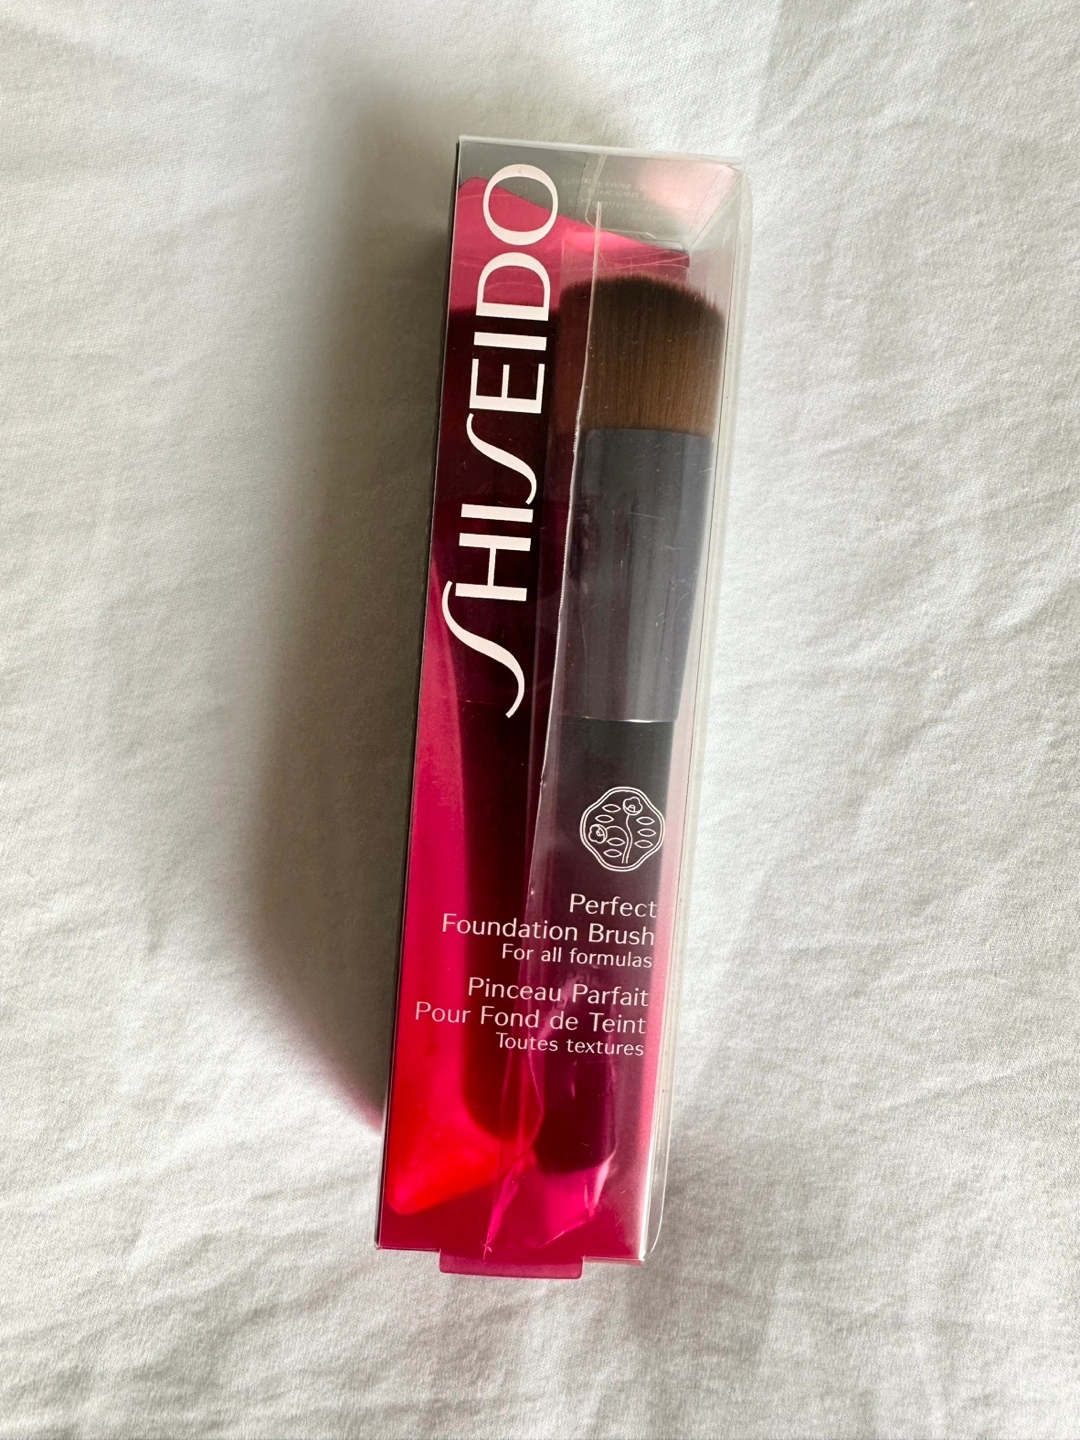 SHISEIDO
Perfect
Foundation Brush
For all formulas
Pinceau Parfait
Pour Fond de Teint
Toutes textures